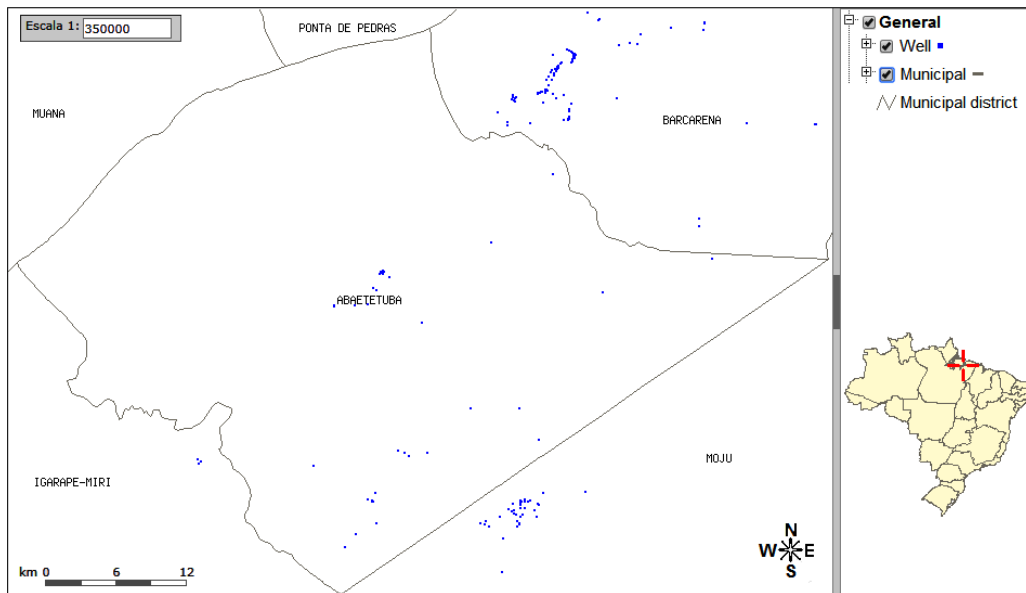 Escala 1: 350000
PONTA DE PEDRAS
MUANA
BARCARENA
ABAETETUBA
MOJU
IGARAPE-MIRI
km 0 6 12
N
W E
S
General
Well
Municipal
Municipal district